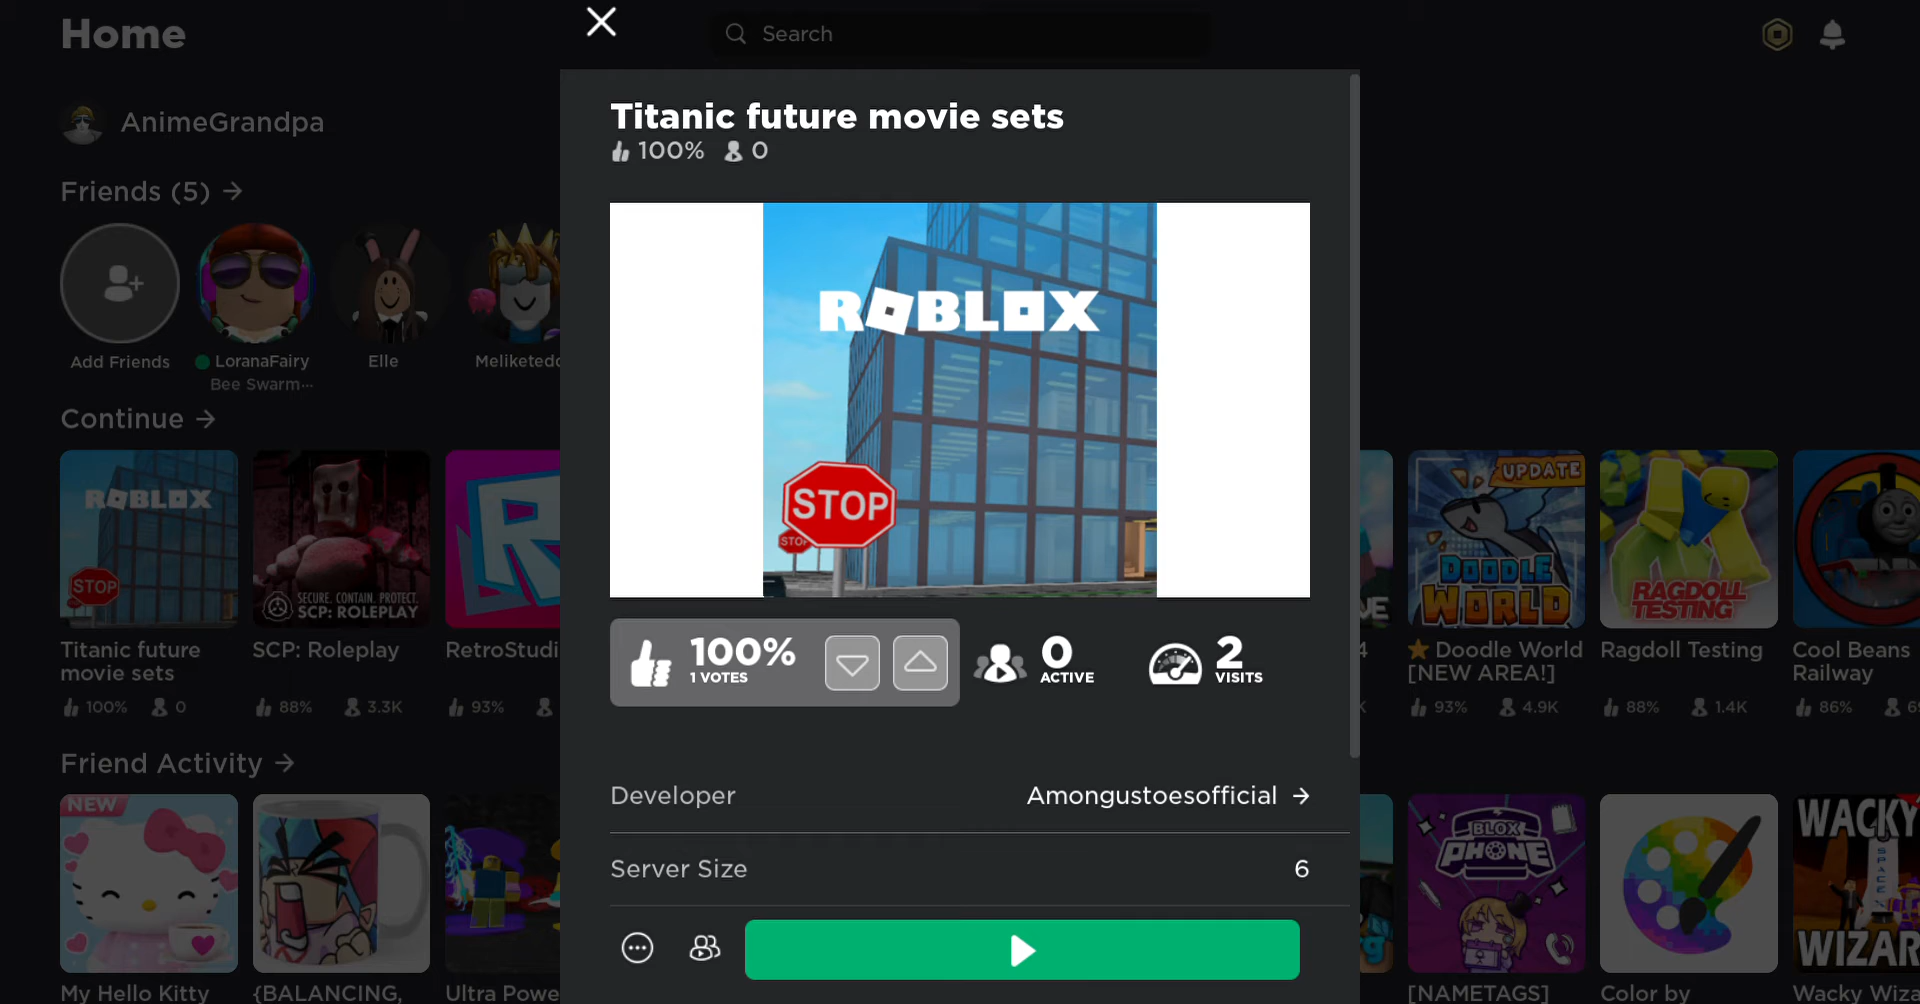 Home
Search
AnimeGrandpa
Friends (5)
Add Friends
LoranaFairy
Bee Swarm...
Elle
Meliketedd
Continue
ROBLOX
STOP
Titanic future movie sets
100% 0
SECURE. CONTAIN. PROTECT.
SCP: ROLEPLAY
SCP: Roleplay
88% 3.3K
R
RetroStudi
93%
Titanic future movie sets
100% 0
ROBLOX
STOP
STOP
100%
1 VOTES
0
ACTIVE
2
VISITS
Developer
Amongustoesofficial
Server Size
6
UPDATE
DOODLE
WORLD
Doodle World
[NEW AREA!]
93% 4.9K
RAGDOLL
TESTING
Ragdoll Testing
88% 1.4K
Cool Beans
Railway
86%
Friend Activity
NEW
My Hello Kitty
{BALANCING,
Ultra Powe
BLOX
PHONE
[NAMETAGS]
Color by
WACKY
SPACE
WIZAR
Wacky Wiza